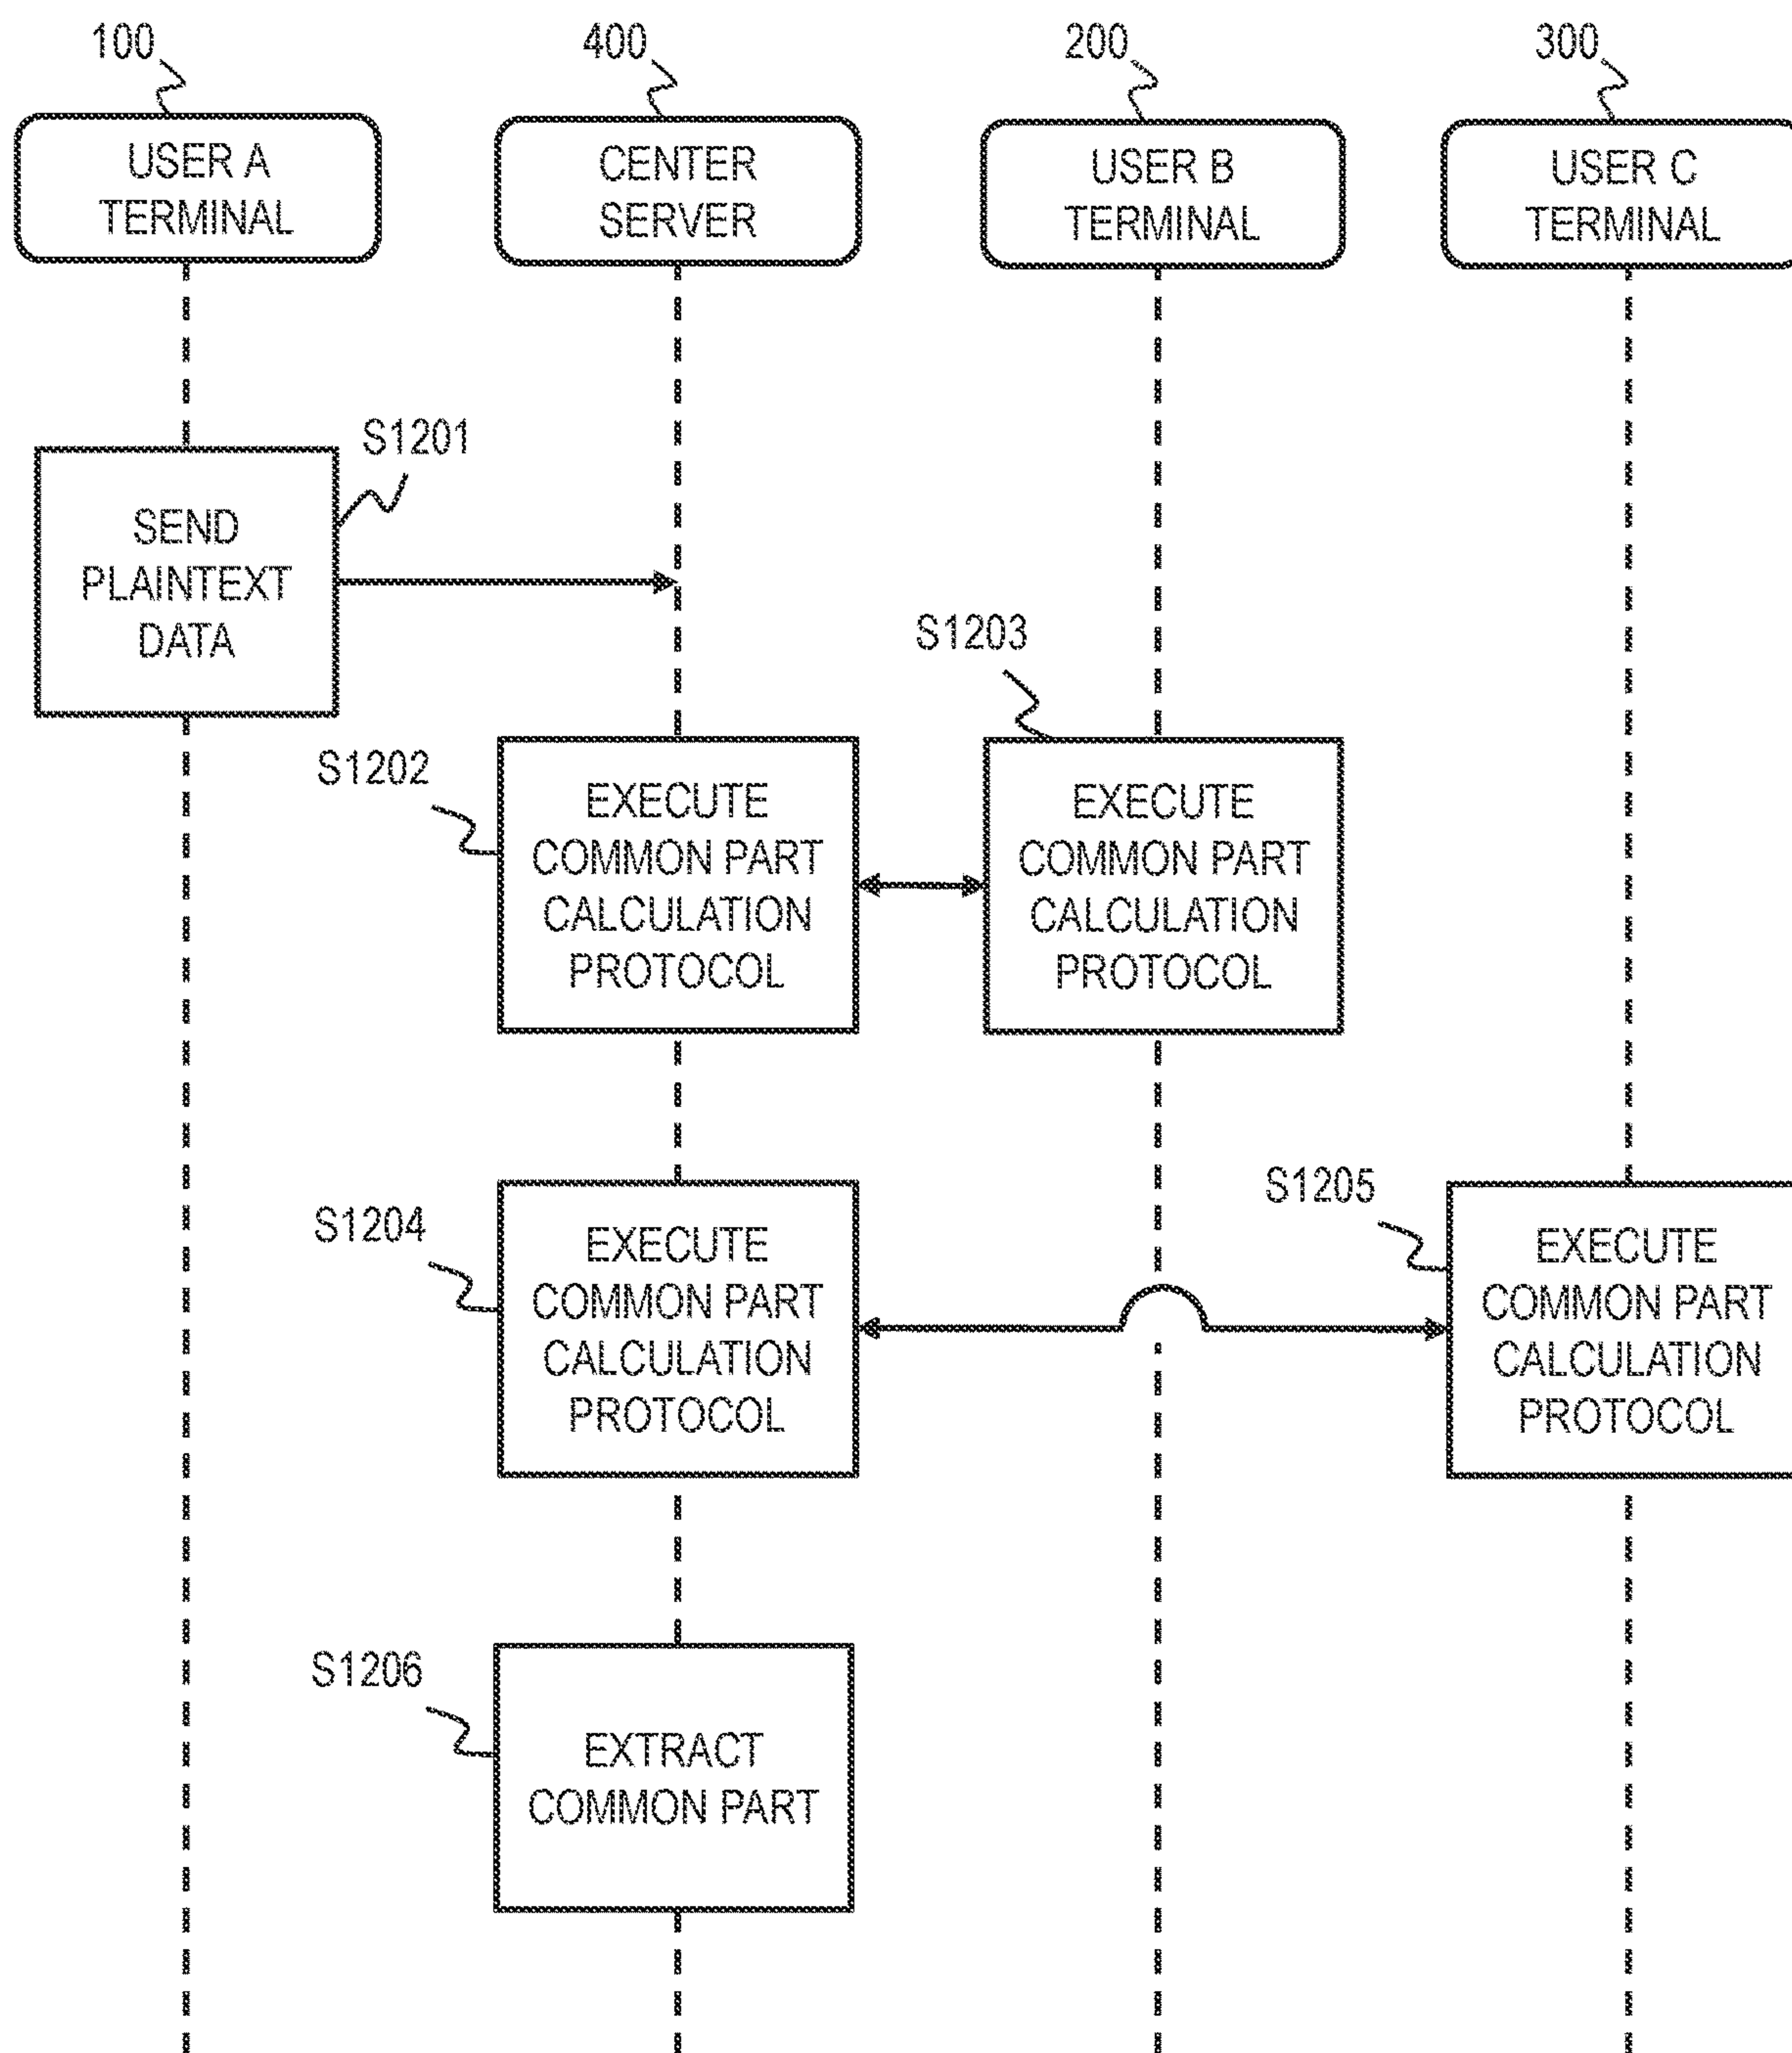 100
400
200
300
USER A
TERMINAL
CENTER
SERVER
USER B
TERMINAL
USER C
TERMINAL
S1201
SEND
PLAINTEXT
DATA
S1203
S1202
EXECUTE
COMMON PART
CALCULATION
PROTOCOL
EXECUTE
COMMON PART
CALCULATION
PROTOCOL
S1204
EXECUTE
COMMON PART
CALCULATION
PROTOCOL
S1205
EXECUTE
COMMON PART
CALCULATION
PROTOCOL
S1206
EXTRACT
COMMON PART